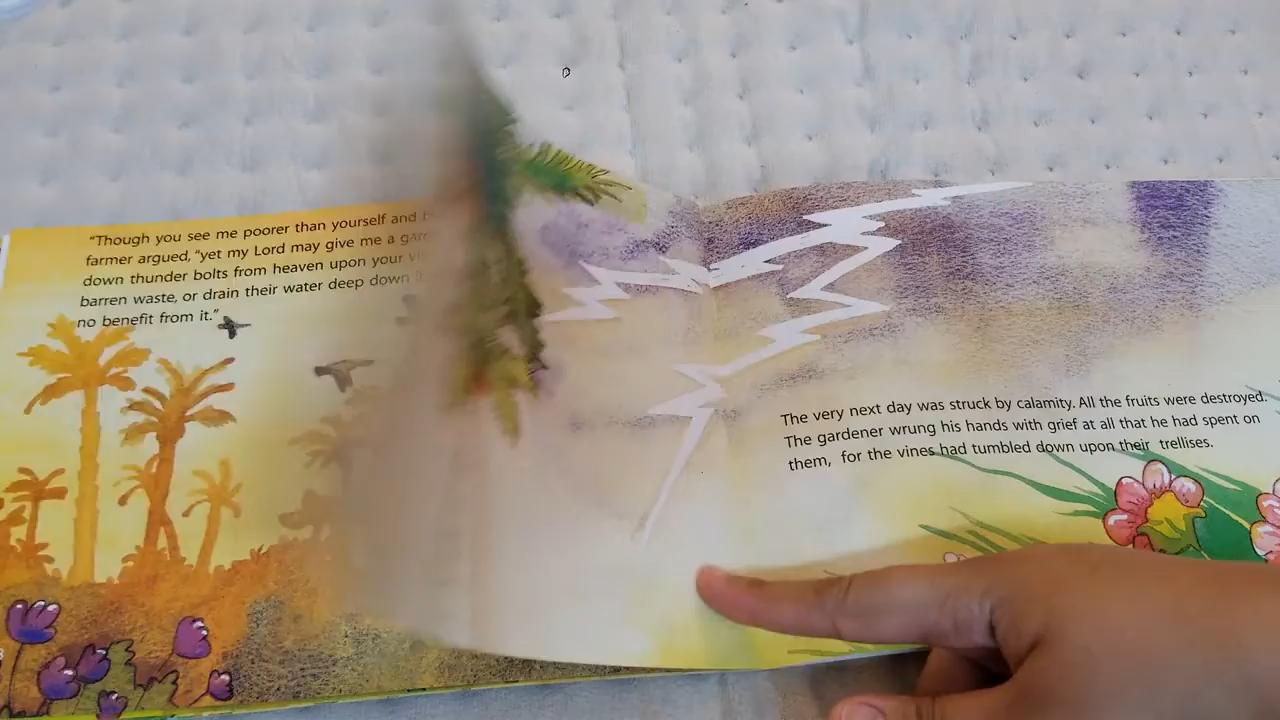 "Though you see me poorer than yourself and
farmer argued, "yet my Lord may give me a
down thunder bolts from heaven upon your
barren waste, or drain their water deep down
no benefit from it."
The very next day was struck by calamity. All the fruits were destroyed.
The gardener wrung his hands with grief at all that he had spent on
them, for the vines had tumbled down upon their trellises.